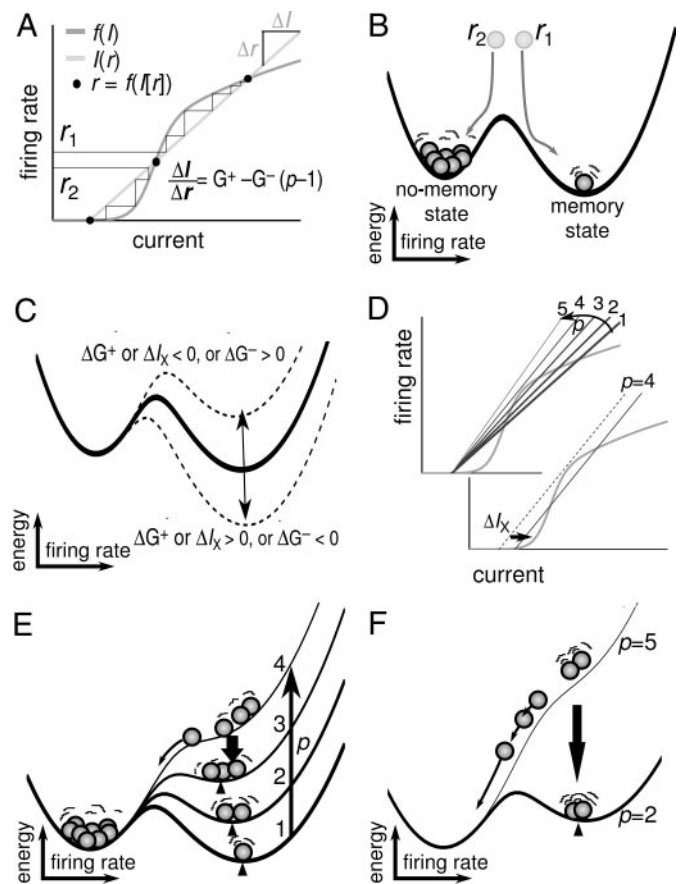 A
f(I)
I(r)
r = f(I[r])
ΔI
Δr
r₁
r₂
ΔI/Δr = G⁺ –G⁻ (p–1)
firing rate
current
B
r₂
r₁
no-memory
state
memory
state
energy
firing rate
C
ΔG⁺ or ΔIₓ < 0, or ΔG⁻ > 0
ΔG⁺ or ΔIₓ > 0, or ΔG⁻ < 0
energy
firing rate
D
5 4 3 2 1
p
firing rate
p=4
ΔIₓ
current
E
4
3
p
2
1
energy
firing rate
F
p=5
p=2
energy
firing rate